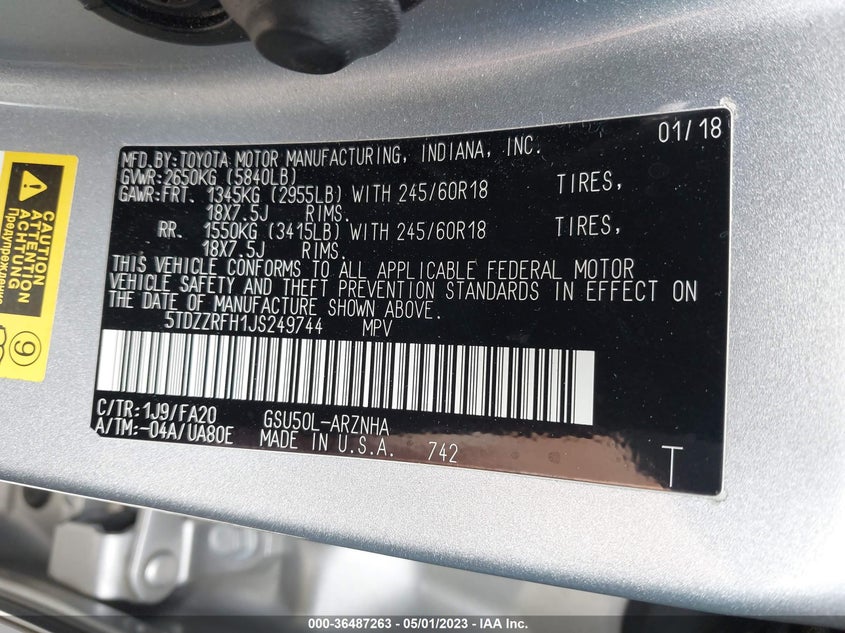 01/18
MFD.BY:TOYOTA MOTOR MANUFACTURING, INDIANA, INC.
GVWR:2650KG (5840LB)
GAWR:FRT. 1345KG (2955LB) WITH 245/60R18 TIRES,
18X7.5J RIMS.
RR. 1550KG (3415LB) WITH 245/60R18 TIRES,
18X7.5J RIMS.
THIS VEHICLE CONFORMS TO ALL APPLICABLE FEDERAL MOTOR
VEHICLE SAFETY AND THEFT PREVENTION STANDARDS IN EFFECT ON
THE DATE OF MANUFACTURE SHOWN ABOVE.
5TDZZRFH1JS249744 MPV
C/TR:1J9/FA20 GSU50L-ARZNHA
A/TM:-04A/UA80E MADE IN U.S.A. 742
T
CAUTION
ATTENTION
ACHTUNG
Предупреждение
9
000-36487263 - 05/01/2023 - IAA Inc.